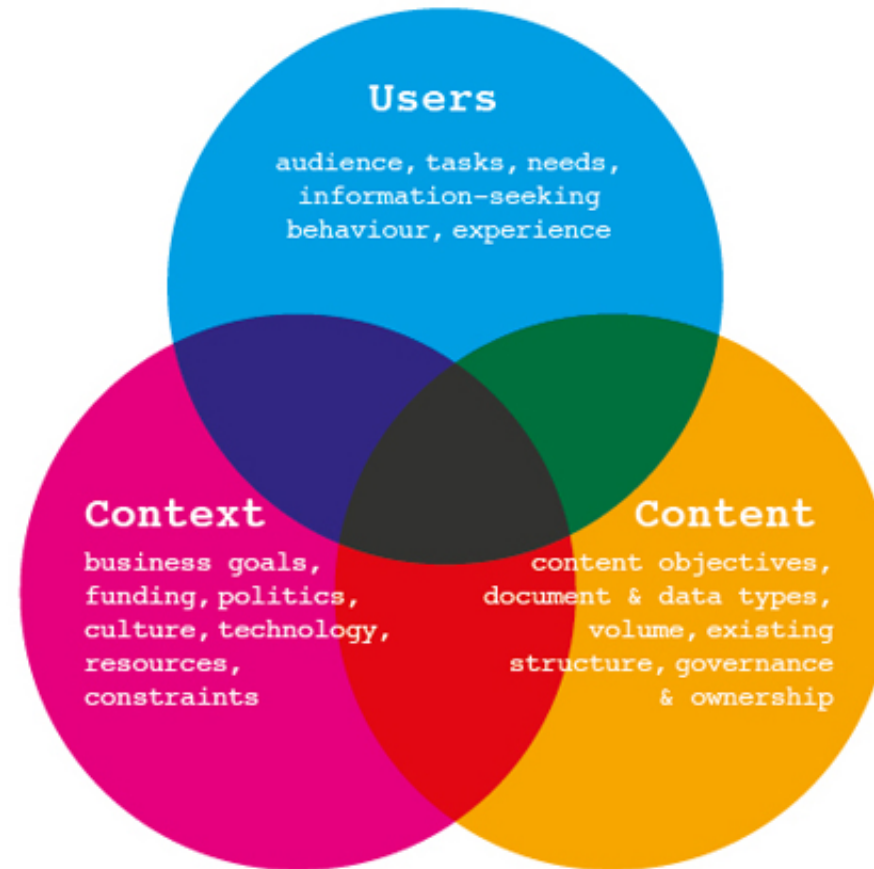 Users
audience, tasks, needs,
information-seeking
behaviour, experience
Context
business goals,
funding, politics,
culture, technology,
resources,
constraints
Content
content objectives,
document & data types,
volume, existing
structure, governance
& ownership